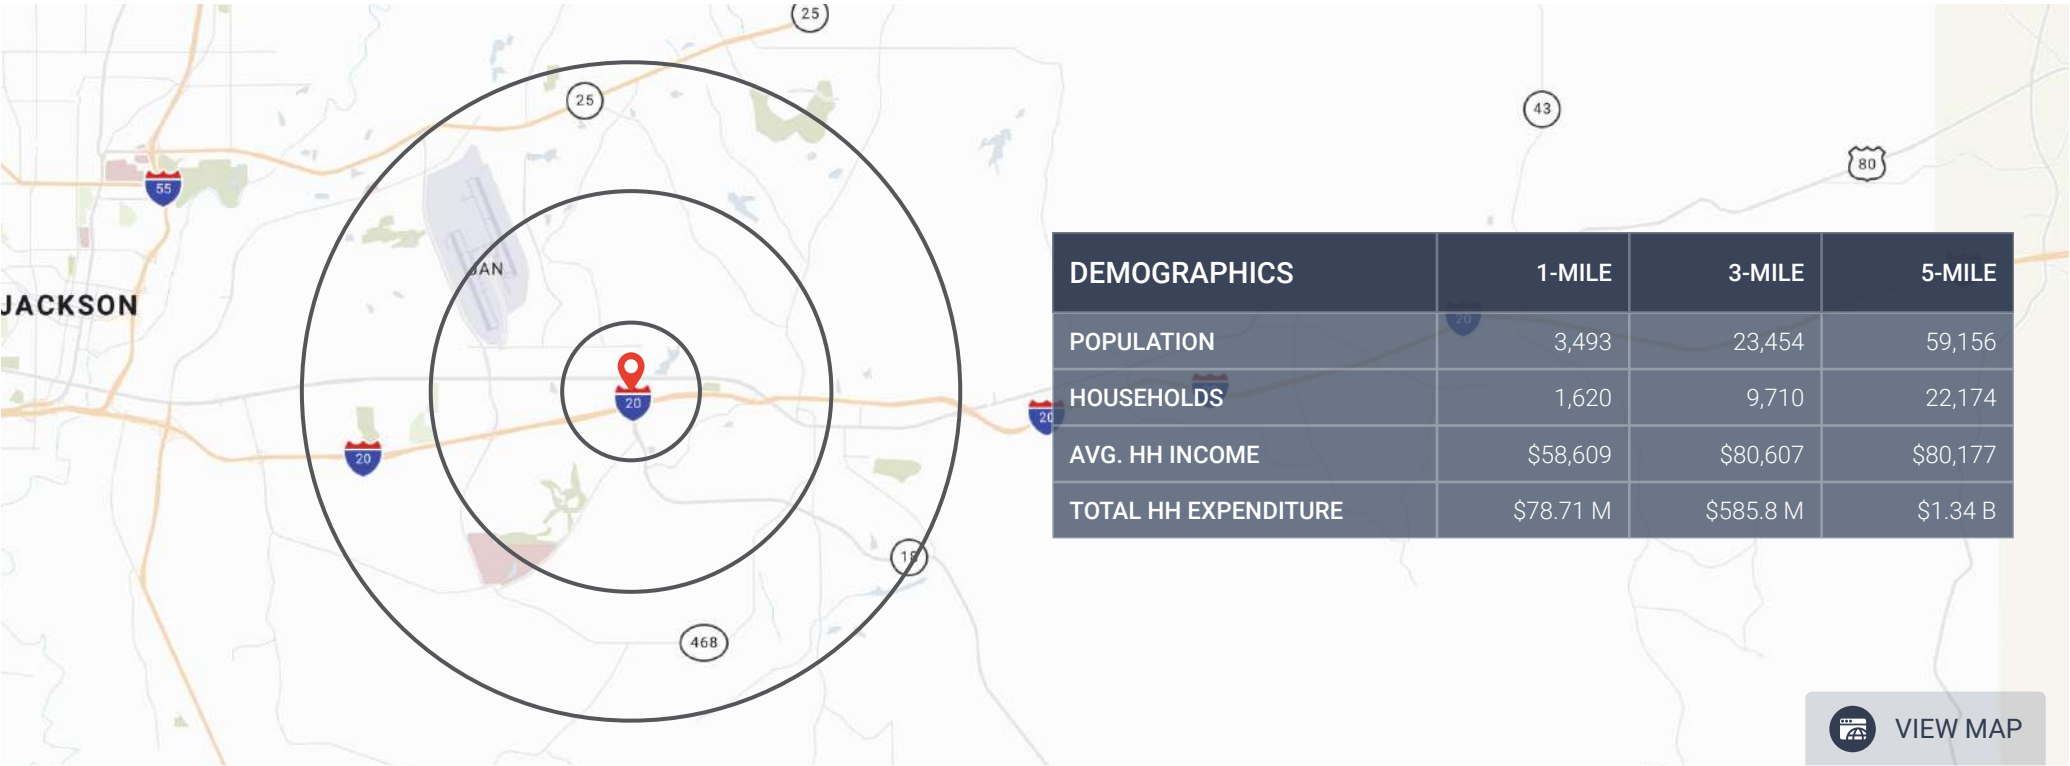 25
25
43
80
55
JAN
JACKSON
DEMOGRAPHICS 1-MILE 3-MILE 5-MILE
20
POPULATION 3,493 23,454 59,156
HOUSEHOLDS 1,620 9,710 22,174
20
20
20
AVG. HH INCOME $58,609 $80,607 $80,177
TOTAL HH EXPENDITURE $78.71 M $585.8 M $1.34 B
18
468
VIEW MAP